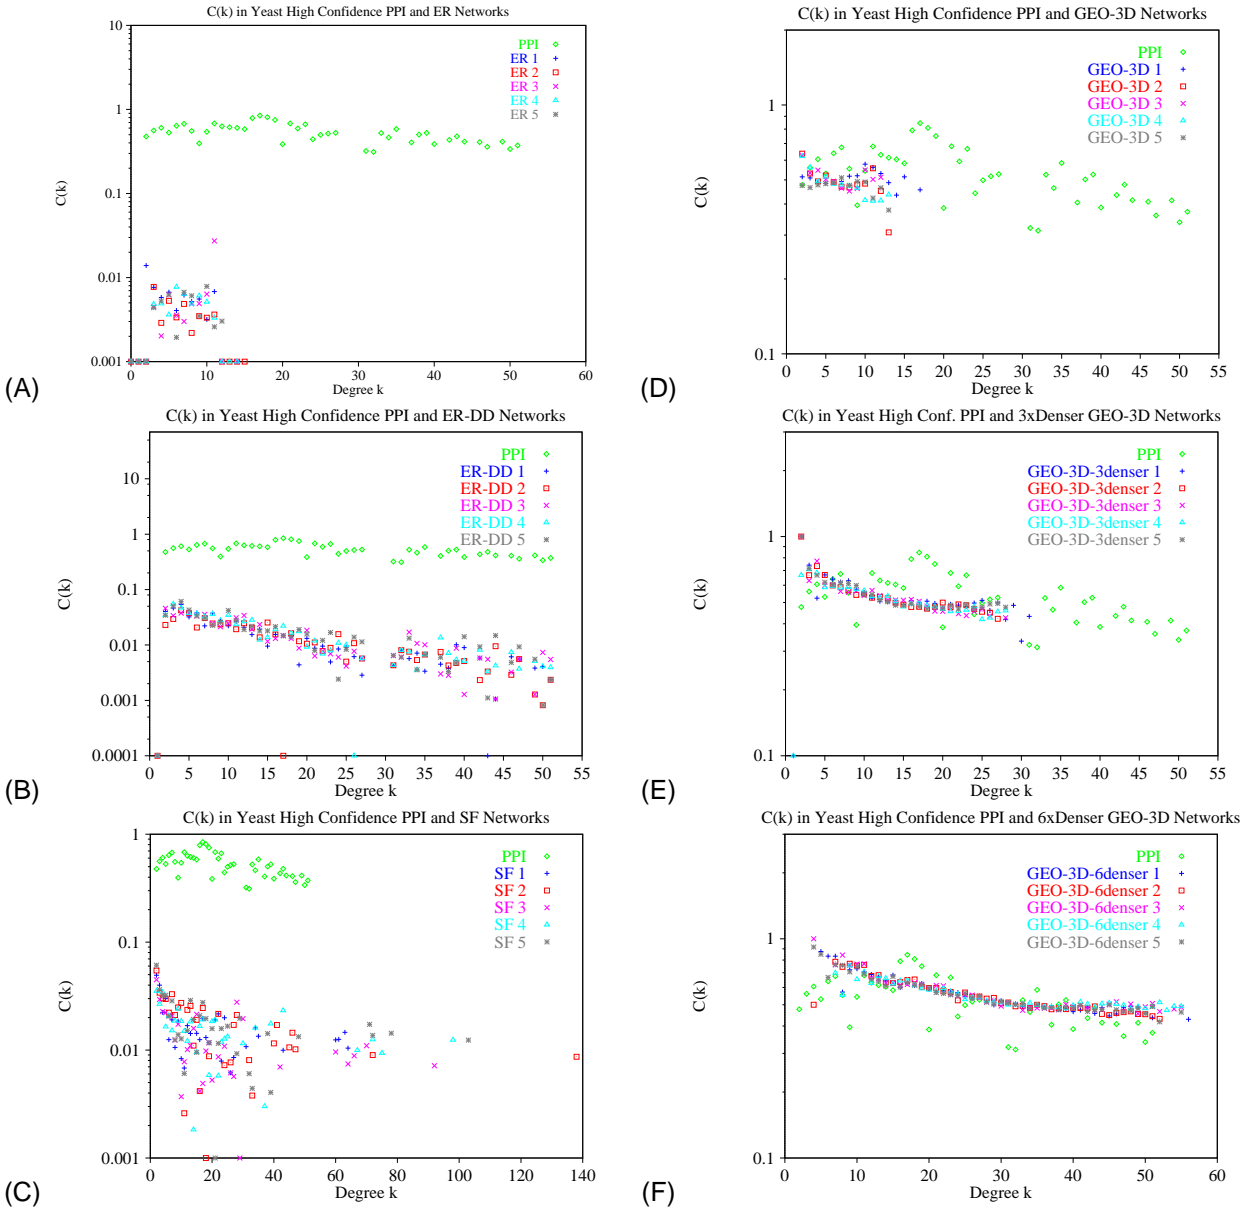 C(k) in Yeast High Confidence PPI and ER Networks
10
1
0.1
0.01
0.001
C(k)
PPI
ER 1
ER 2
ER 3
ER 4
ER 5
0 10 20 30 40 50 60
Degree k
(A)
C(k) in Yeast High Confidence PPI and GEO-3D Networks
1
0.1
C(k)
PPI
GEO-3D 1
GEO-3D 2
GEO-3D 3
GEO-3D 4
GEO-3D 5
0 5 10 15 20 25 30 35 40 45 50 55
Degree k
(D)
C(k) in Yeast High Confidence PPI and ER-DD Networks
10
1
0.1
0.01
0.001
0.0001
C(k)
PPI
ER-DD 1
ER-DD 2
ER-DD 3
ER-DD 4
ER-DD 5
0 5 10 15 20 25 30 35 40 45 50 55
Degree k
(B)
C(k) in Yeast High Conf. PPI and 3xDenser GEO-3D Networks
1
0.1
C(k)
PPI
GEO-3D-3denser 1
GEO-3D-3denser 2
GEO-3D-3denser 3
GEO-3D-3denser 4
GEO-3D-3denser 5
0 5 10 15 20 25 30 35 40 45 50 55
Degree k
(E)
C(k) in Yeast High Confidence PPI and SF Networks
1
0.1
0.01
0.001
C(k)
PPI
SF 1
SF 2
SF 3
SF 4
SF 5
0 20 40 60 80 100 120 140
Degree k
(C)
C(k) in Yeast High Confidence PPI and 6xDenser GEO-3D Networks
1
0.1
C(k)
PPI
GEO-3D-6denser 1
GEO-3D-6denser 2
GEO-3D-6denser 3
GEO-3D-6denser 4
GEO-3D-6denser 5
0 10 20 30 40 50 60
Degree k
(F)